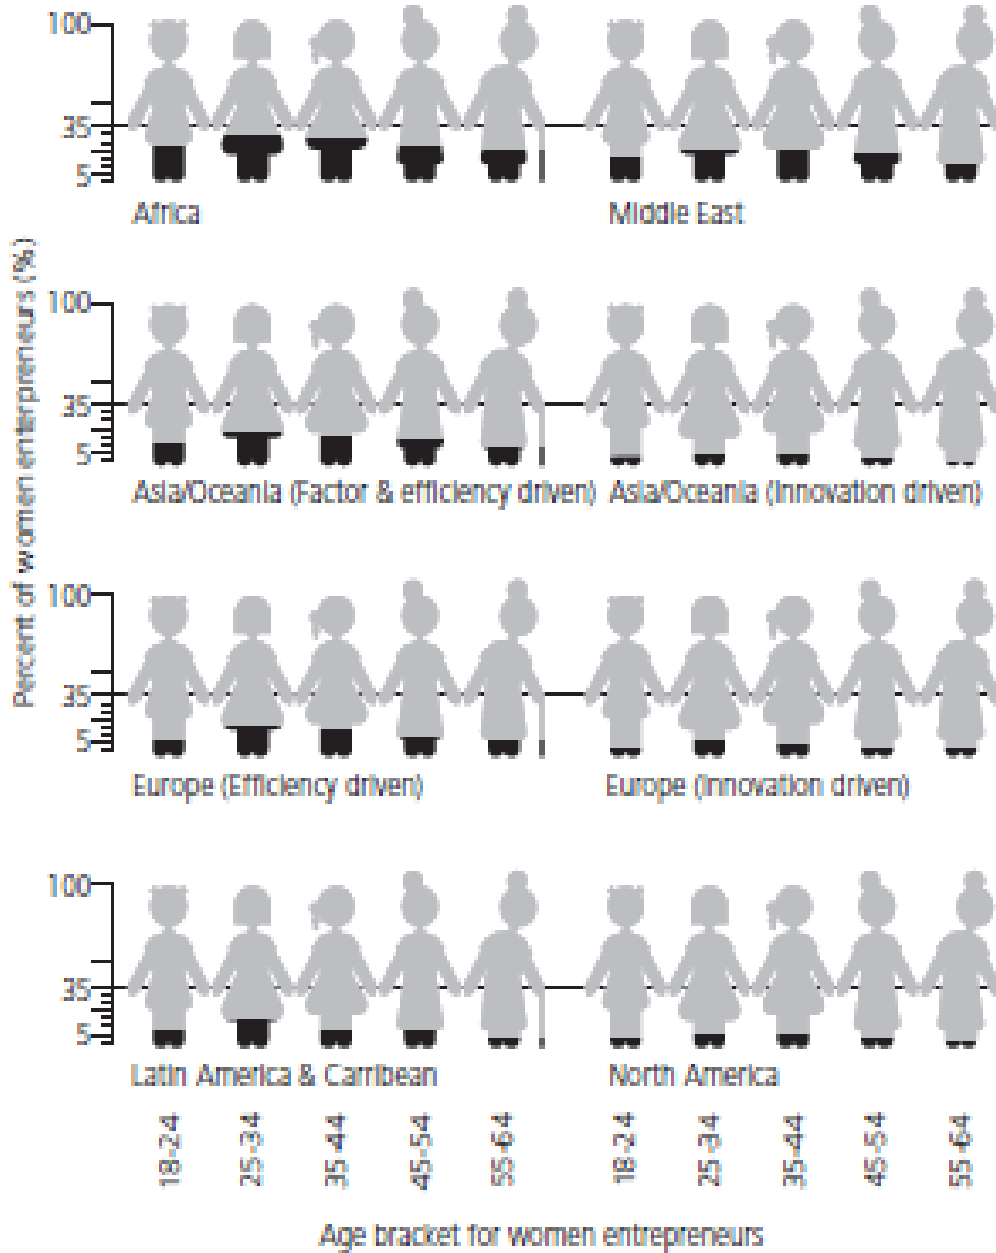 Percent of women enterpreneurs (%)
100
35
5
Africa
Middle East
100
35
5
Asia/Oceania (Factor & efficiency driven)
Asia/Oceania (Innovation driven)
100
35
5
Europe (Efficiency driven)
Europe (Innovation driven)
100
35
5
Latin America & Carribean
North America
18-24
25-34
35-44
45-54
55-64
18-24
25-34
35-44
45-54
55-64
Age bracket for women entrepreneurs